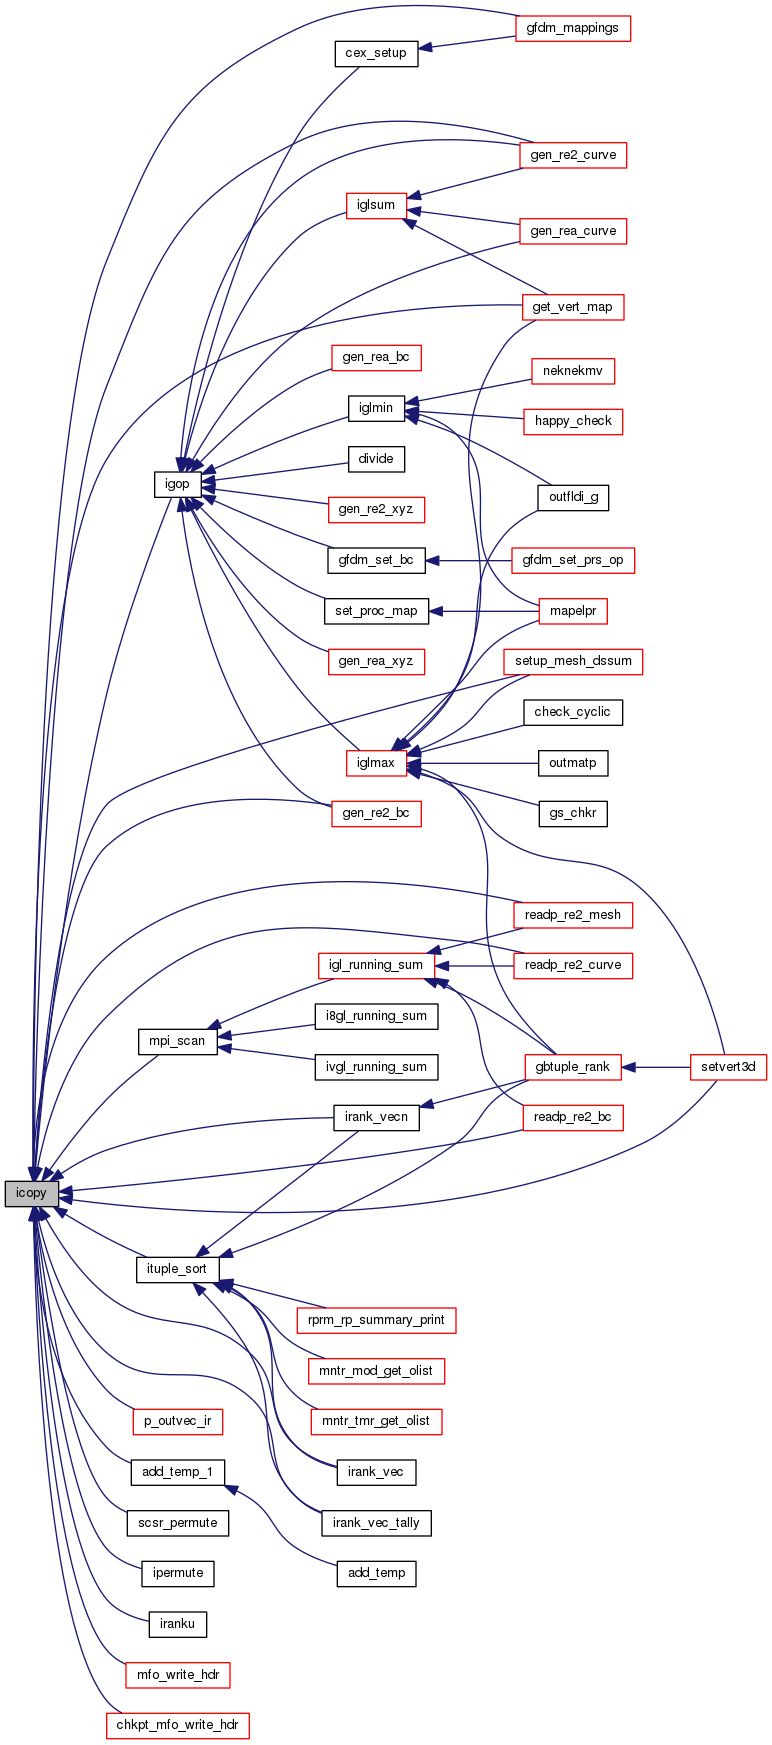 gfdm_mappings
cex_setup
gen_re2_curve
iglsum
gen_rea_curve
get_vert_map
gen_rea_bc
neknekmv
iglmin
happy_check
divide
igop
outfldi_g
gen_re2_xyz
gfdm_set_bc
gfdm_set_prs_op
set_proc_map
mapelpr
gen_rea_xyz
setup_mesh_dssum
check_cyclic
iglmax
outmatp
gen_re2_bc
gs_chkr
readp_re2_mesh
igl_running_sum
readp_re2_curve
i8gl_running_sum
mpi_scan
ivgl_running_sum
gbtuple_rank
setvert3d
irank_vecn
readp_re2_bc
icopy
ituple_sort
rprm_rp_summary_print
mntr_mod_get_olist
p_outvec_ir
mntr_tmr_get_olist
add_temp_1
irank_vec
scsr_permute
irank_vec_tally
ipermute
add_temp
iranku
mfo_write_hdr
chkpt_mfo_write_hdr